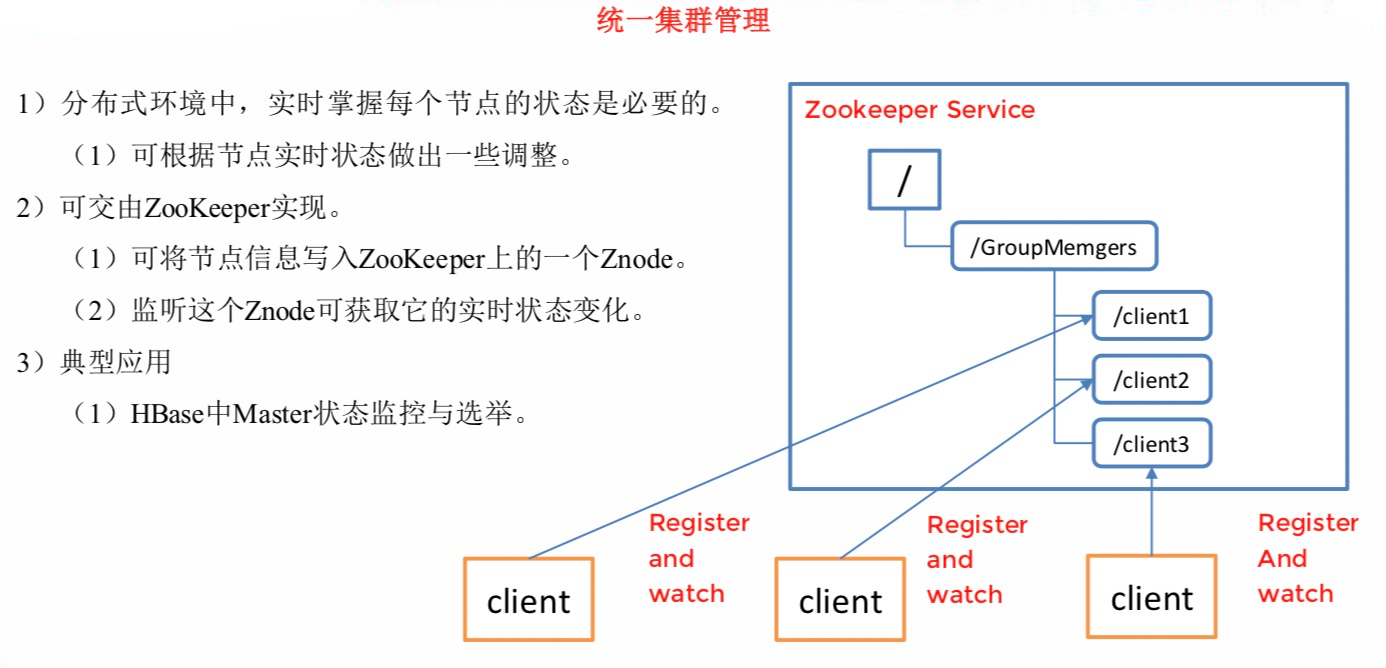 统一集群管理
1）分布式环境中，实时掌握每个节点的状态是必要的。
（1）可根据节点实时状态做出一些调整。
2）可交由ZooKeeper实现。
（1）可将节点信息写入ZooKeeper上的一个Znode。
（2）监听这个Znode可获取它的实时状态变化。
3）典型应用
（1）HBase中Master状态监控与选举。
Zookeeper Service
/
/GroupMemgers
/client1
/client2
/client3
Register
and
watch
Register
and
watch
Register
And
watch
client
client
client